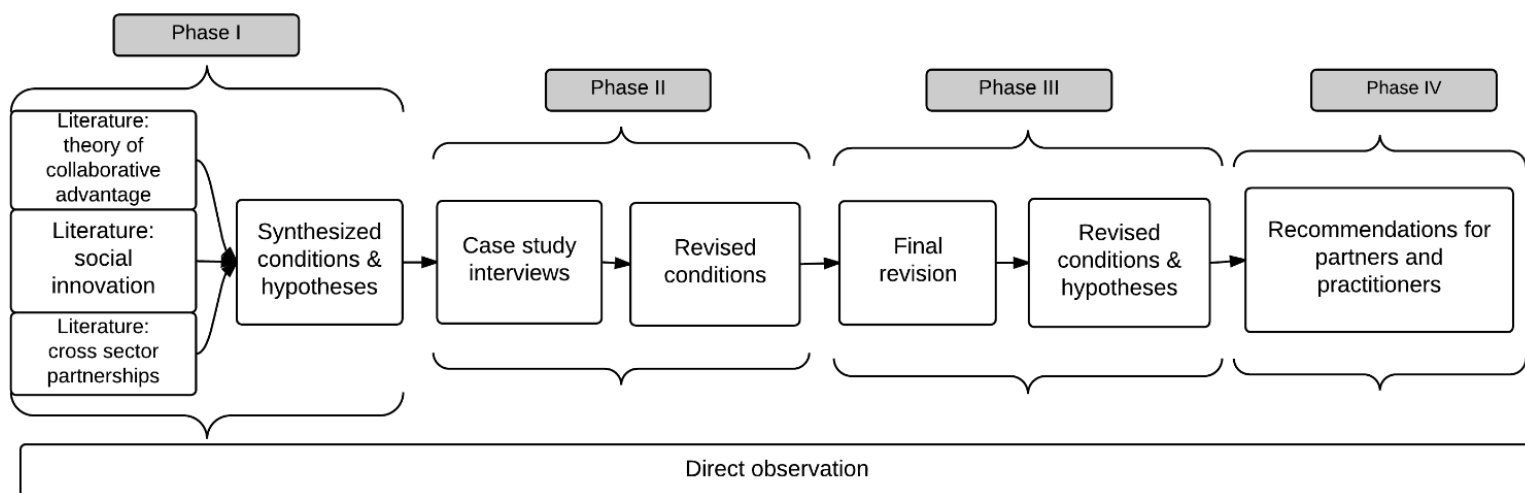 Phase I
Phase II
Phase III
Phase IV
Literature:
theory of
collaborative
advantage
Literature:
social
innovation
Literature:
cross sector
partnerships
Synthesized
conditions &
hypotheses
Case study
interviews
Revised
conditions
Final
revision
Revised
conditions &
hypotheses
Recommendations for
partners and
practitioners
Direct observation